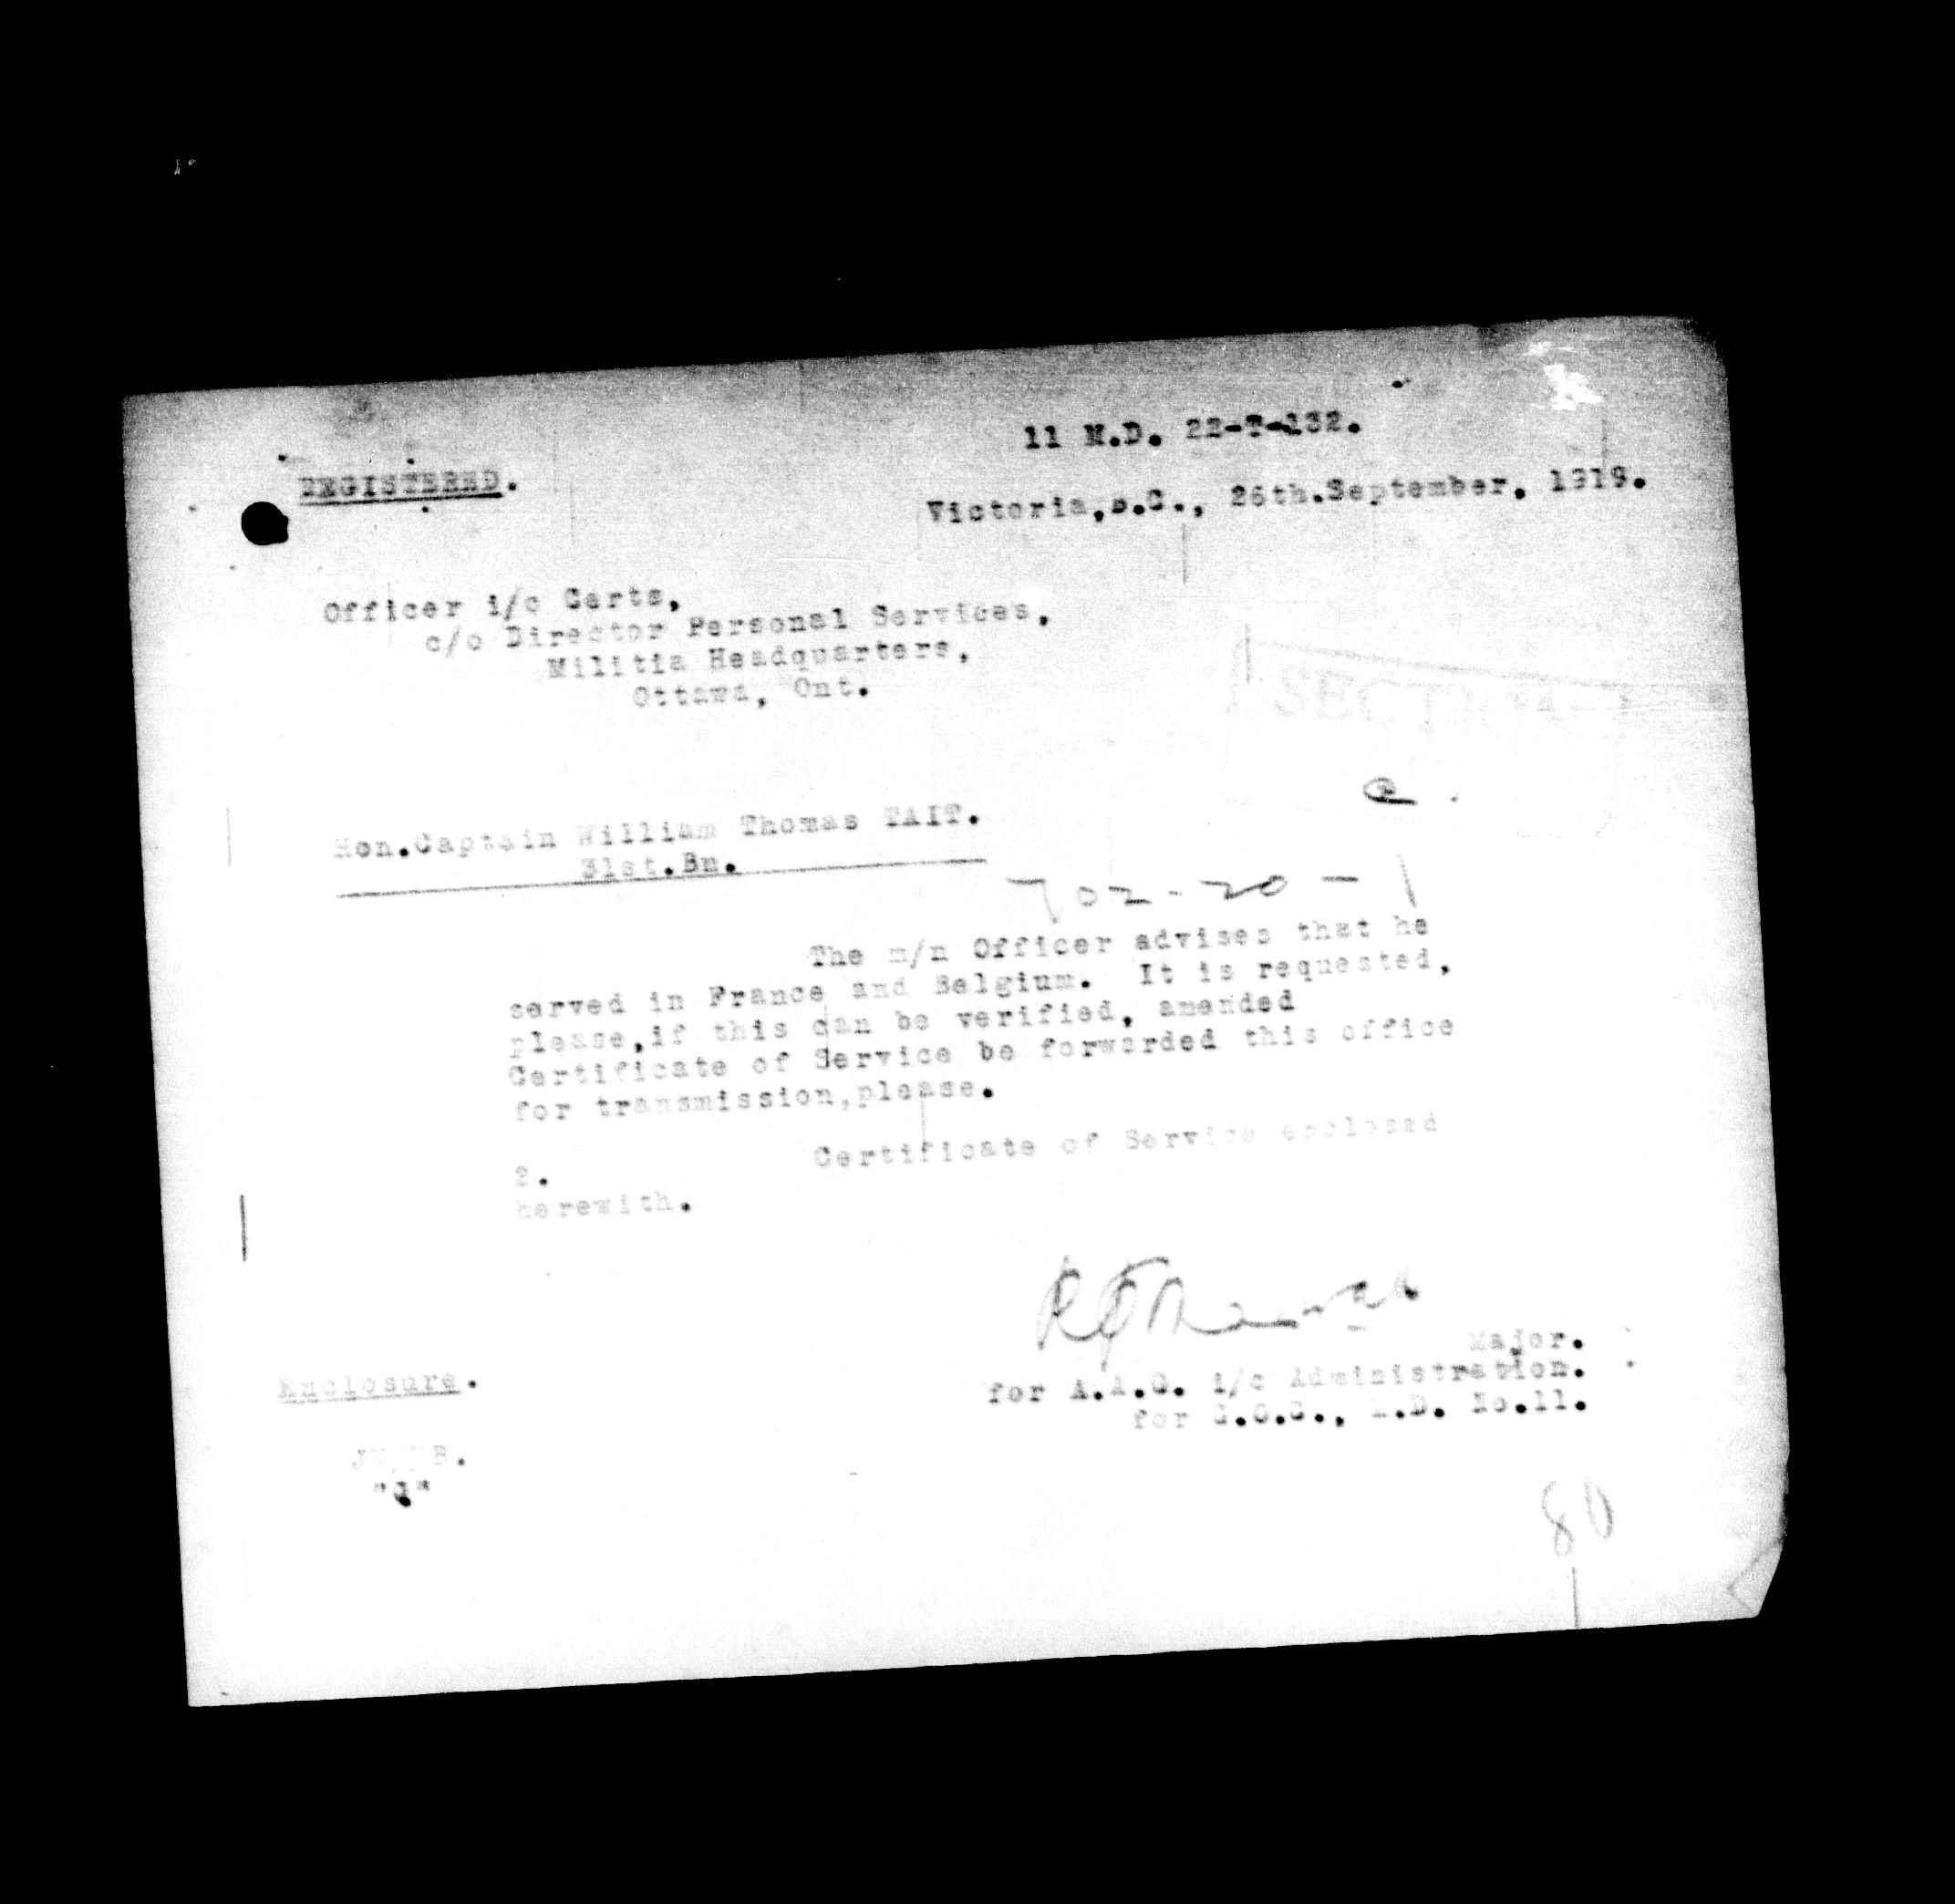 11 M.D. 22-T-132.
REGISTERED.
Victoria,B.C., 26th.September, 1919.
Officer i/c Certs,
c/o Director Personal Services,
Militia Headquarters,
Ottawa, Ont.
SECTION
Hon.Captain William Thomas TAIT.
31st.Bn.
702-20-1
The m/n Officer advises that he
served in France and Belgium. It is requested,
please,if this can be verified, amended
Certificate of Service be forwarded this office
for transmission,please.
2. Certificate of Service enclosed
herewith.
Major.
for A.A.G. i/c Administration.
for G.O.C., M.D. No.11.
Enclosure.
80